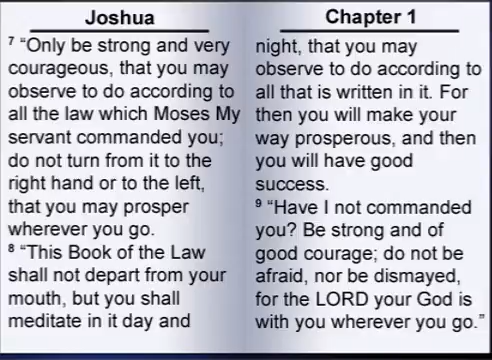 Joshua
⁷ “Only be strong and very
courageous, that you may
observe to do according to
all the law which Moses My
servant commanded you;
do not turn from it to the
right hand or to the left,
that you may prosper
wherever you go.
⁸ “This Book of the Law
shall not depart from your
mouth, but you shall
meditate in it day and
Chapter 1
night, that you may
observe to do according to
all that is written in it. For
then you will make your
way prosperous, and then
you will have good
success.
⁹ “Have I not commanded
you? Be strong and of
good courage; do not be
afraid, nor be dismayed,
for the LORD your God is
with you wherever you go.”